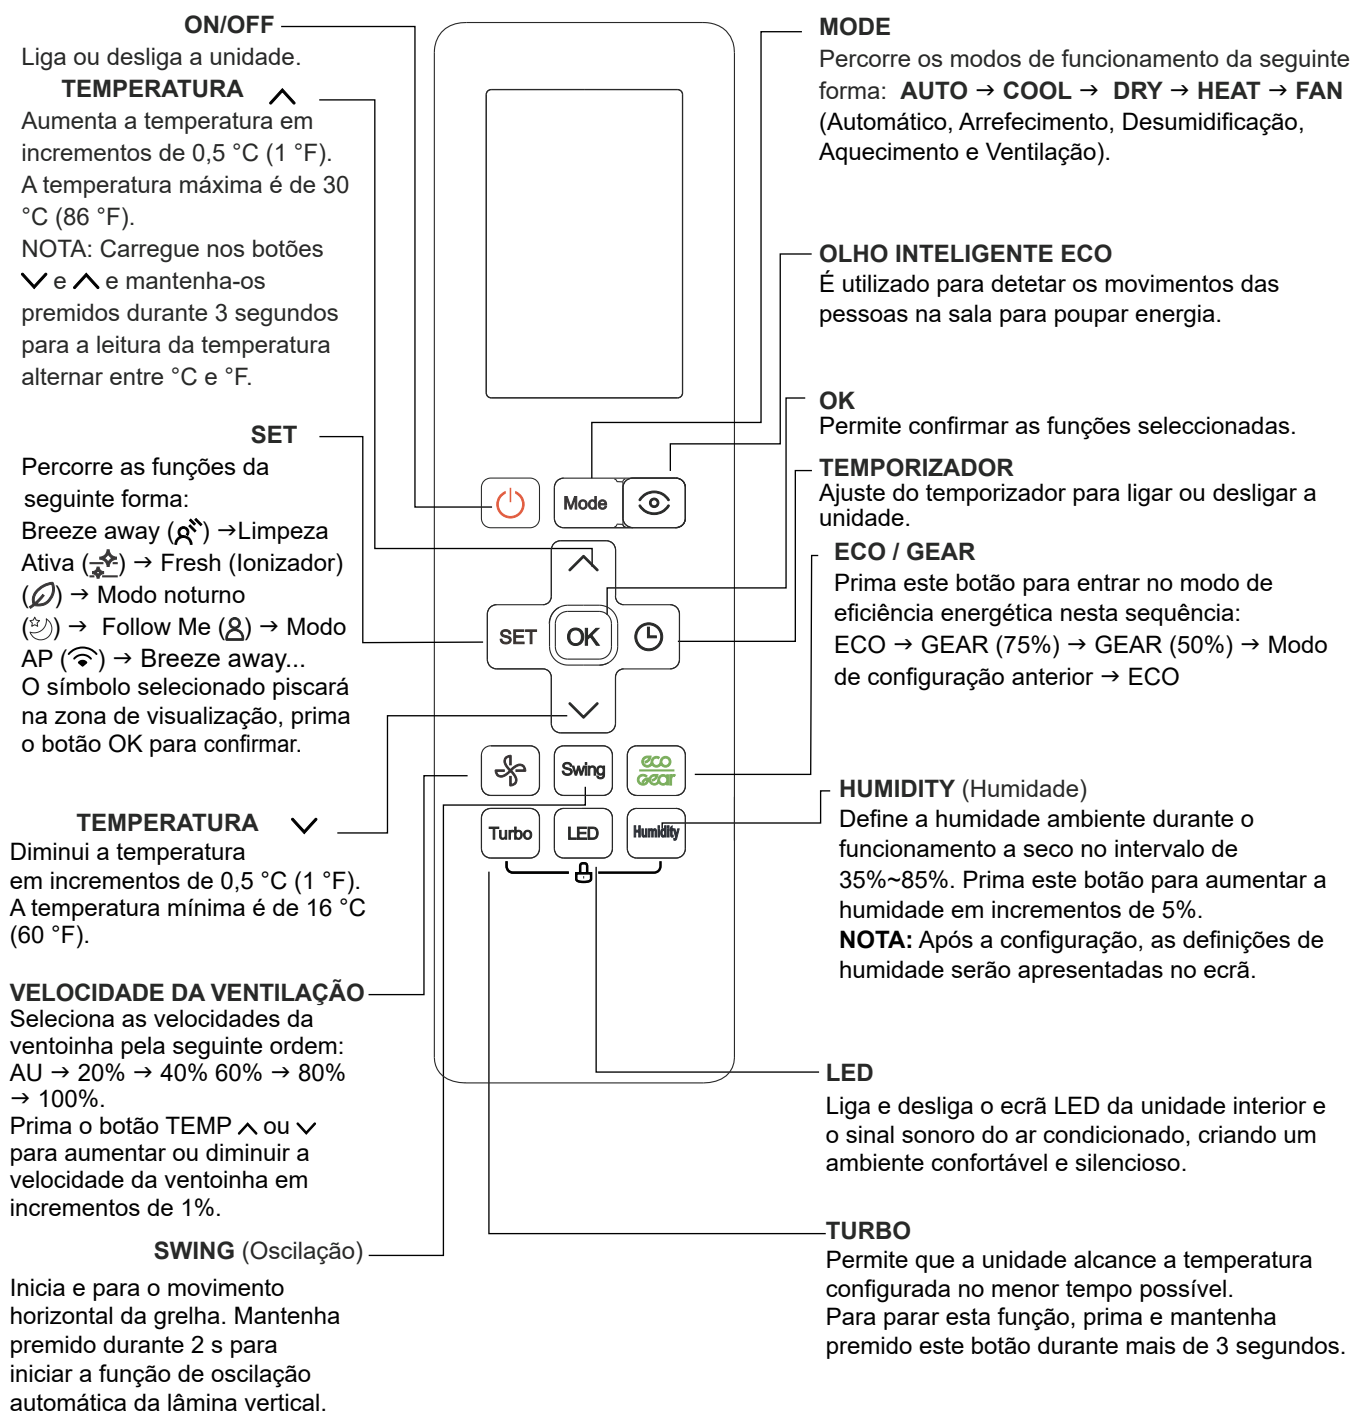 ON/OFF
Liga ou desliga a unidade.
TEMPERATURA
Aumenta a temperatura em
incrementos de 0,5 °C (1 °F).
A temperatura máxima é de 30
°C (86 °F).
NOTA: Carregue nos botões
e e mantenha-os
premidos durante 3 segundos
para a leitura da temperatura
alternar entre °C e °F.
SET
Percorre as funções da
seguinte forma:
Breeze away () →Limpeza
Ativa () → Fresh (Ionizador)
() → Modo noturno
() → Follow Me () → Modo
AP () → Breeze away...
O símbolo selecionado piscará
na zona de visualização, prima
o botão OK para confirmar.
TEMPERATURA
Diminui a temperatura
em incrementos de 0,5 °C (1 °F).
A temperatura mínima é de 16 °C
(60 °F).
VELOCIDADE DA VENTILAÇÃO
Seleciona as velocidades da
ventoinha pela seguinte ordem:
AU → 20% → 40% 60% → 80%
→ 100%.
Prima o botão TEMP ou
para aumentar ou diminuir a
velocidade da ventoinha em
incrementos de 1%.
SWING (Oscilação)
Inicia e para o movimento
horizontal da grelha. Mantenha
premido durante 2 s para
iniciar a função de oscilação
automática da lâmina vertical.
Mode
SET
OK
Swing
eco
Gear
Turbo
LED
Humidity
MODE
Percorre os modos de funcionamento da seguinte
forma: AUTO → COOL → DRY → HEAT → FAN
(Automático, Arrefecimento, Desumidificação,
Aquecimento e Ventilação).
OLHO INTELIGENTE ECO
É utilizado para detetar os movimentos das
pessoas na sala para poupar energia.
OK
Permite confirmar as funções seleccionadas.
TEMPORIZADOR
Ajuste do temporizador para ligar ou desligar a
unidade.
ECO / GEAR
Prima este botão para entrar no modo de
eficiência energética nesta sequência:
ECO → GEAR (75%) → GEAR (50%) → Modo
de configuração anterior → ECO
HUMIDITY (Humidade)
Define a humidade ambiente durante o
funcionamento a seco no intervalo de
35%~85%. Prima este botão para aumentar a
humidade em incrementos de 5%.
NOTA: Após a configuração, as definições de
humidade serão apresentadas no ecrã.
LED
Liga e desliga o ecrã LED da unidade interior e
o sinal sonoro do ar condicionado, criando um
ambiente confortável e silencioso.
TURBO
Permite que a unidade alcance a temperatura
configurada no menor tempo possível.
Para parar esta função, prima e mantenha
premido este botão durante mais de 3 segundos.